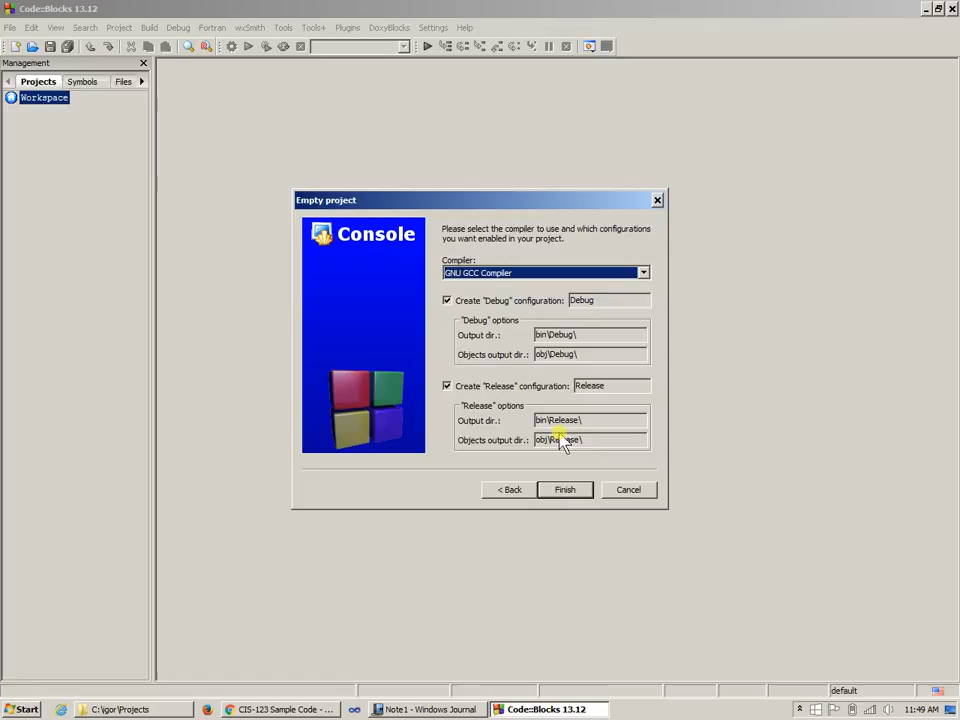 Code::Blocks 13.12
File Edit View Search Project Build Debug Fortran wxSmith Tools Tools+ Plugins DoxyBlocks Settings Help
Management
Projects Symbols Files
Workspace
Empty project
Console
Please select the compiler to use and which configurations
you want enabled in your project.
Compiler:
GNU GCC Compiler
Create "Debug" configuration: Debug
"Debug" options
Output dir.: bin\Debug\
Objects output dir.: obj\Debug\
Create "Release" configuration: Release
"Release" options
Output dir.: bin\Release\
Objects output dir.: obj\Release\
< Back Finish Cancel
default
Start C:\igor\Projects CIS-123 Sample Code - ... Note1 - Windows Journal Code::Blocks 13.12 11:49 AM